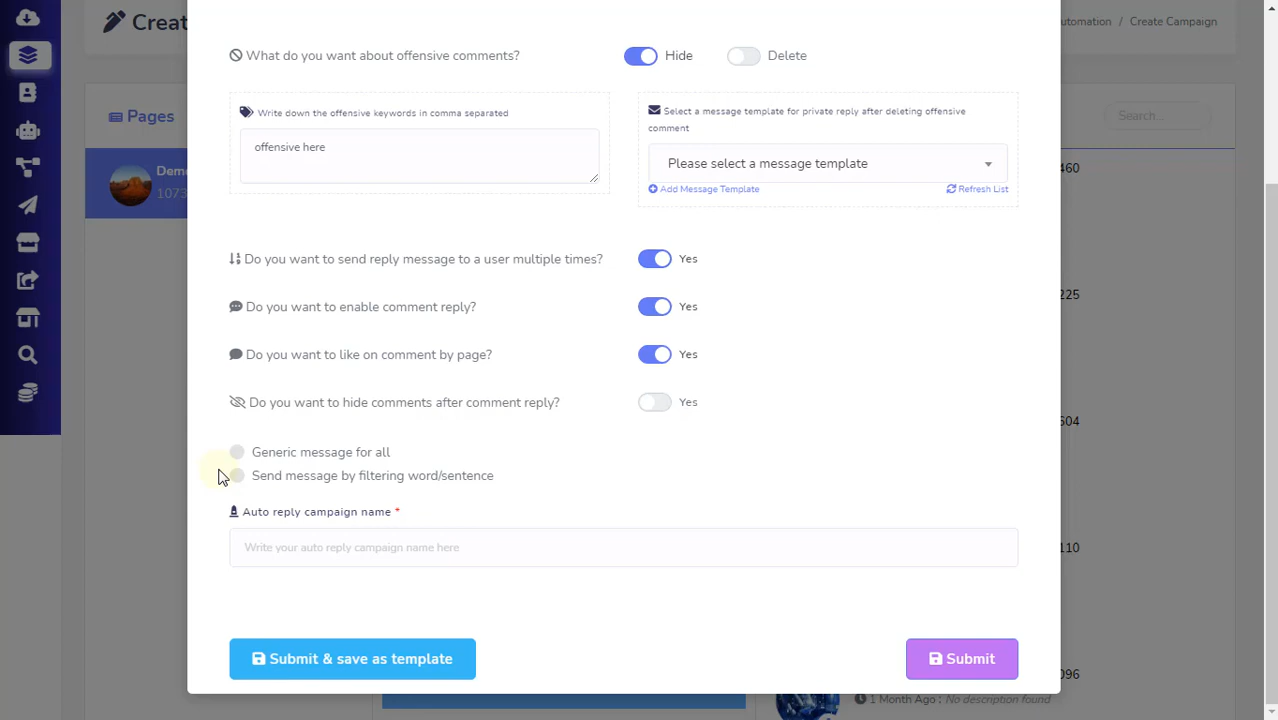 Creat
utomation / Create Campaign
What do you want about offensive comments?
Hide
Delete
Pages
Search...
Write down the offensive keywords in comma separated
Select a message template for private reply after deleting offensive
comment
offensive here
Please select a message template
460
Demo
1073
Add Message Template
Refresh List
Do you want to send reply message to a user multiple times?
Yes
225
Do you want to enable comment reply?
Yes
Do you want to like on comment by page?
Yes
Do you want to hide comments after comment reply?
Yes
604
Generic message for all
Send message by filtering word/sentence
Auto reply campaign name *
Write your auto reply campaign name here
110
Submit & save as template
Submit
096
1 Month Ago : No description found